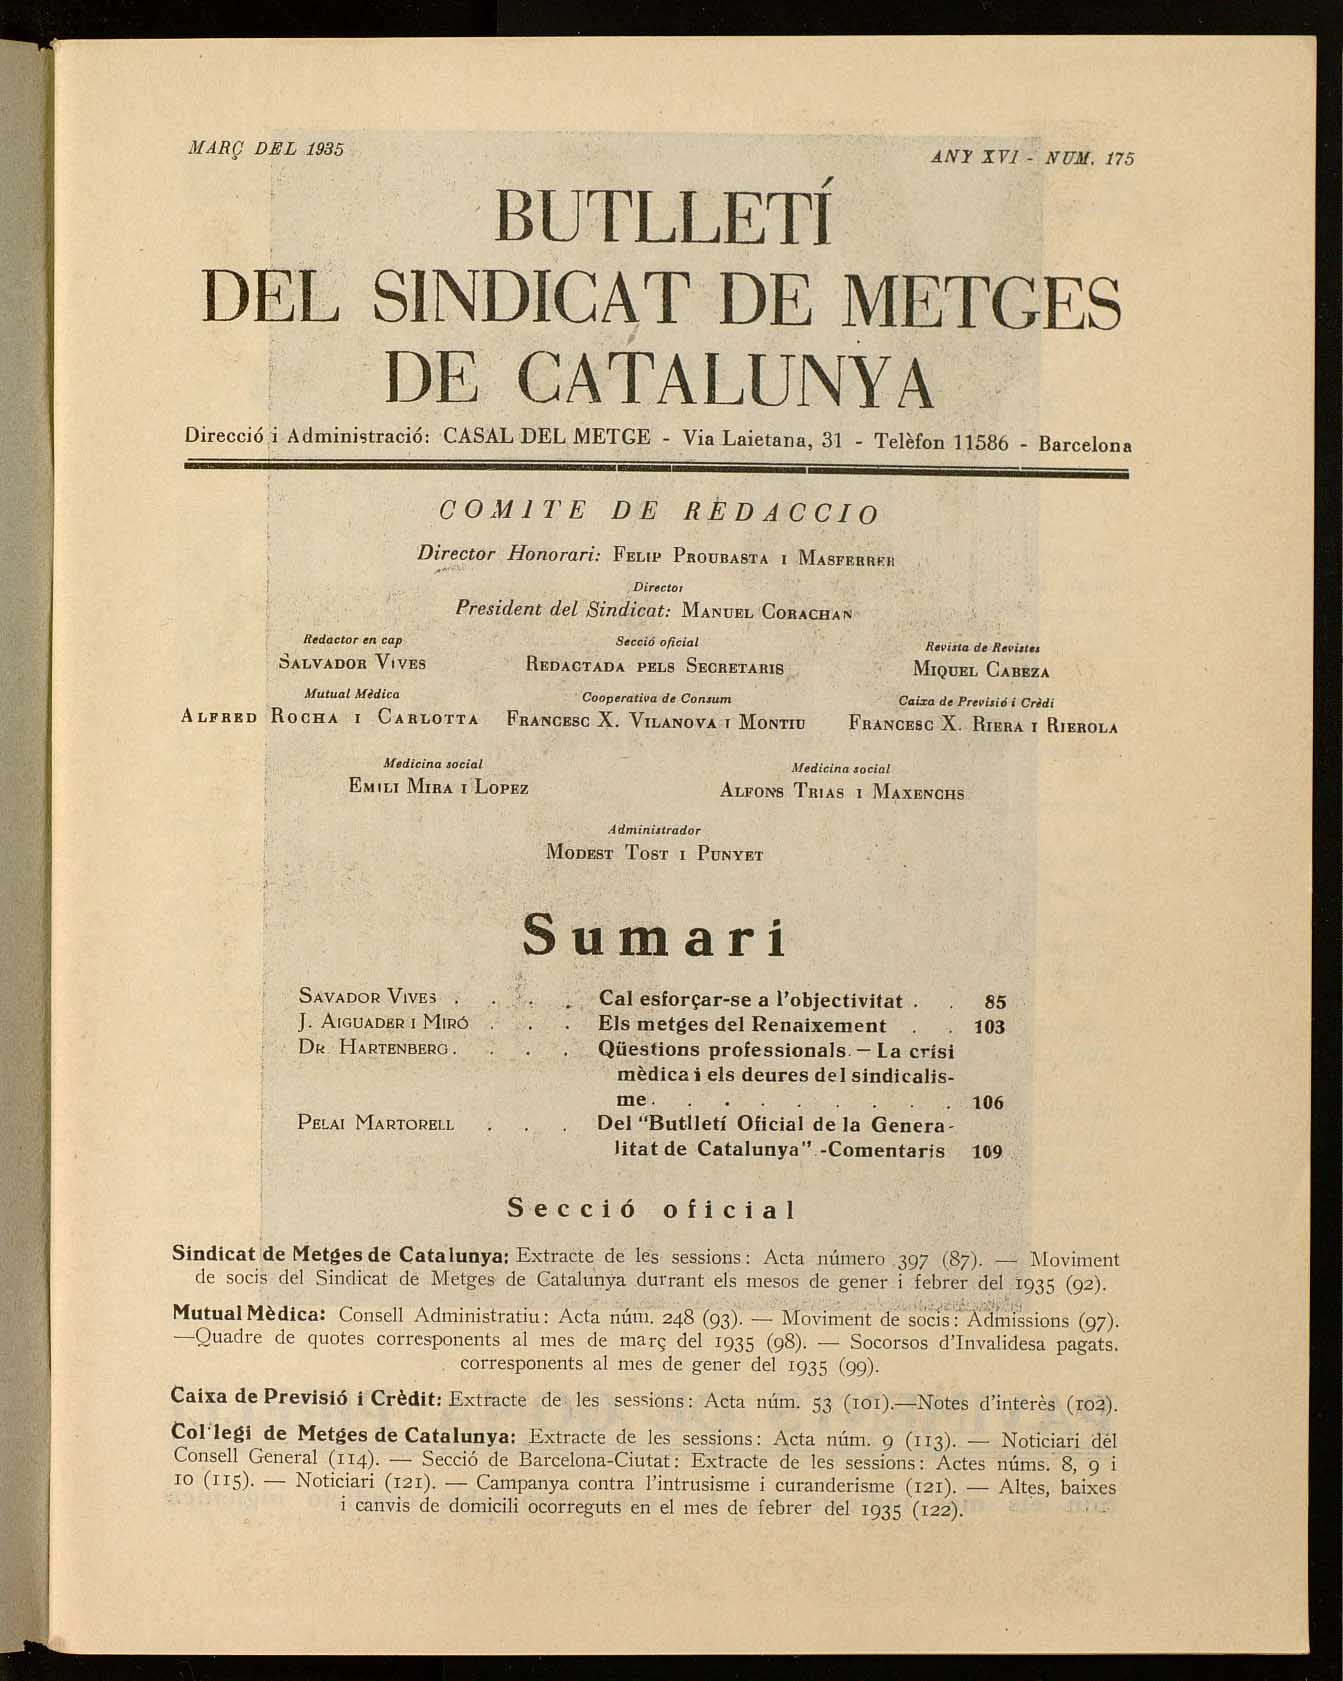 MARÇ DEL 1935
ANY XVI - NUM. 175
BUTLLETÍ
DEL SINDICAT DE METGES
DE CATALUNYA
Direcció i Administració: CASAL DEL METGE - Via Laietana, 31 - Telèfon 11586 - Barcelona
COMITE DE REDACCIO
Director Honorari: FELIP PROUBASTA I MASFERRER
Director
President del Sindicat: MANUEL CORACHAN
Redactor en cap
Secció oficial
Revista de Revistes
SALVADOR VIVES
REDACTADA PELS SECRETARIS
MIQUEL CABEZA
Mutual Mèdica
Cooperativa de Consum
Caixa de Previsió i Crèdi
ALFRED ROCHA I CARLOTTA
FRANCESC X. VILANOVA I MONTIU
FRANCESC X. RIERA I RIEROLA
Medicina social
Medicina social
EMILI MIRA I LOPEZ
ALFONS TRIAS I MAXENCHS
Administrador
MODEST TOST I PUNYET
Sumari
SAVADOR VIVES . . . . Cal esforçar-se a l'objectivitat . . 85
J. AIGUADER I MIRÓ . . . Els metges del Renaixement . . 103
DR HARTENBERG. . . . Qüestions professionals. — La crisi
mèdica i els deures del sindicalis-
me. . . . . . . . . 106
PELAI MARTORELL . . . Del "Butlletí Oficial de la Genera-
litat de Catalunya".-Comentaris 109
Secció oficial
Sindicat de Metges de Catalunya: Extracte de les sessions: Acta número 397 (87). — Moviment
de socis del Sindicat de Metges de Catalunya durrant els mesos de gener i febrer del 1935 (92).
Mutual Mèdica: Consell Administratiu: Acta núm. 248 (93). — Moviment de socis: Admissions (97).
—Quadre de quotes corresponents al mes de març del 1935 (98). — Socorsos d'Invalidesa pagats.
corresponents al mes de gener del 1935 (99).
Caixa de Previsió i Crèdit: Extracte de les sessions: Acta núm. 53 (101).—Notes d'interès (102).
Col·legi de Metges de Catalunya: Extracte de les sessions: Acta núm. 9 (113). — Noticiari del
Consell General (114). — Secció de Barcelona-Ciutat: Extracte de les sessions: Actes núms. 8, 9 i
10 (115). — Noticiari (121). — Campanya contra l'intrusisme i curanderisme (121). — Altes, baixes
i canvis de domicili ocorreguts en el mes de febrer del 1935 (122).